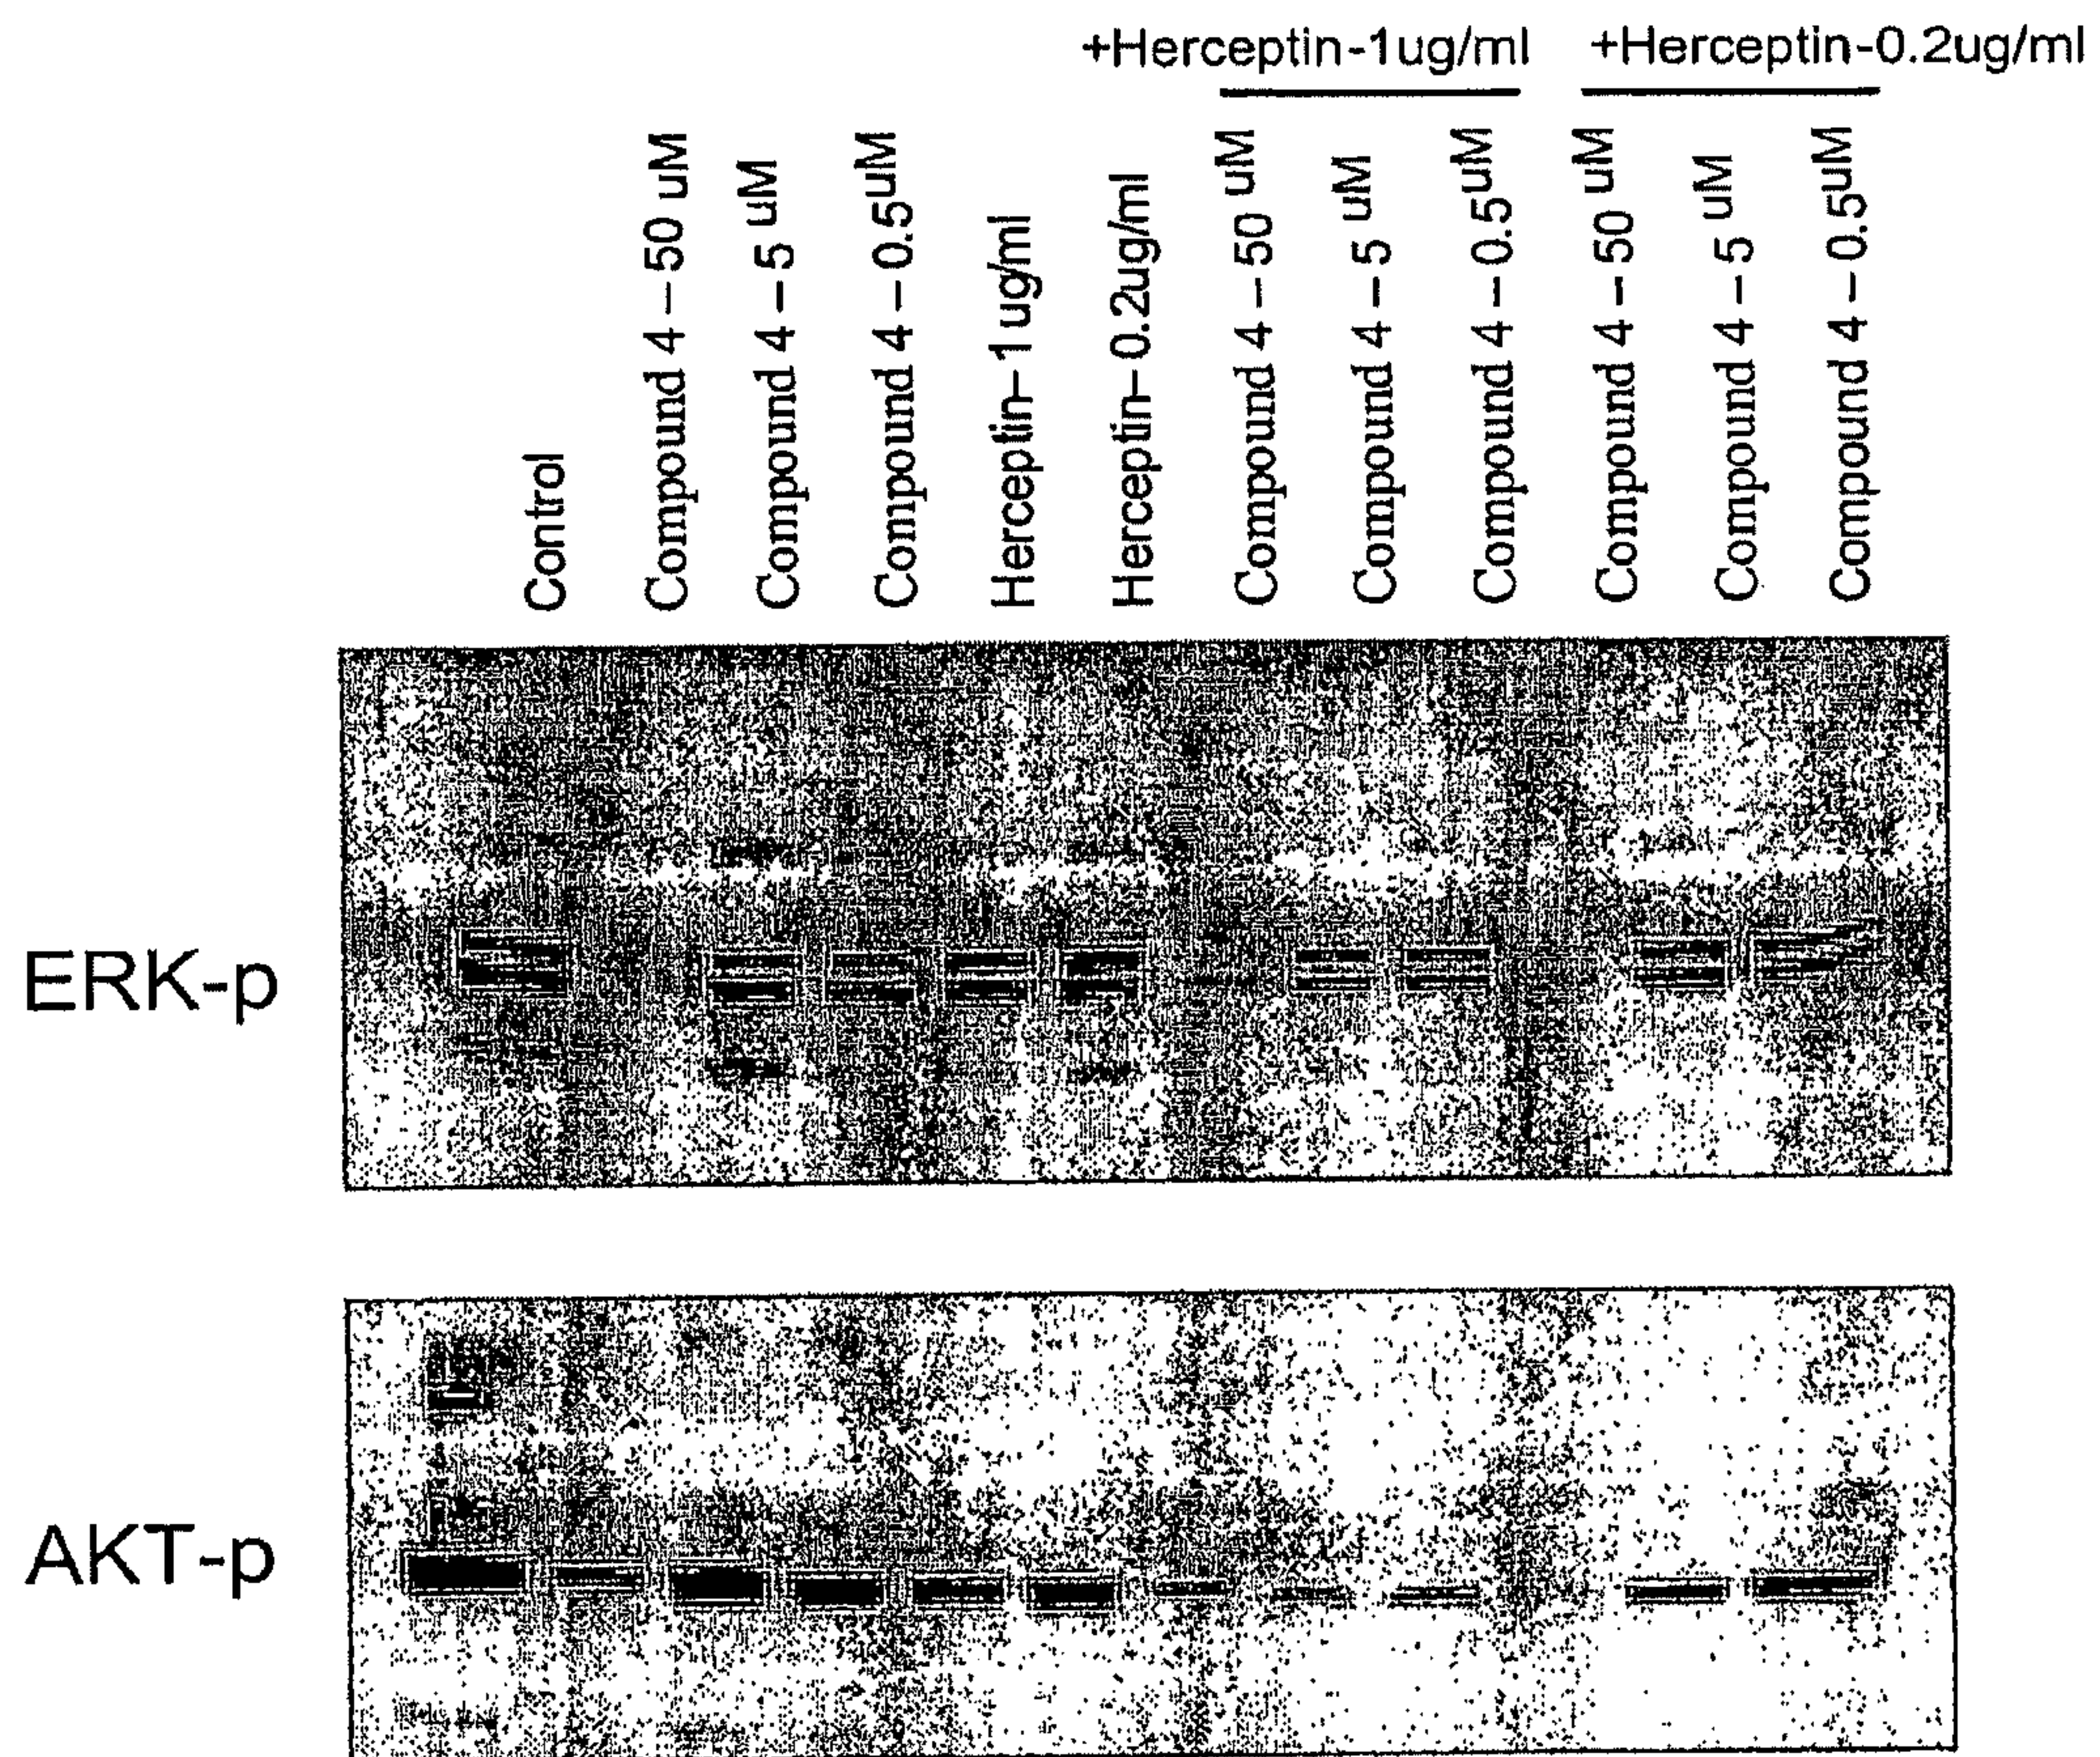 +Herceptin-1ug/ml
+Herceptin-0.2ug/ml
Control
Compound 4 – 50 uM
Compound 4 – 5 uM
Compound 4 – 0.5uM
Herceptin–1ug/ml
Herceptin–0.2ug/ml
Compound 4 – 50 uM
Compound 4 – 5 uM
Compound 4 – 0.5uM
Compound 4 – 50 uM
Compound 4 – 5 uM
Compound 4 – 0.5uM
ERK-p
AKT-p